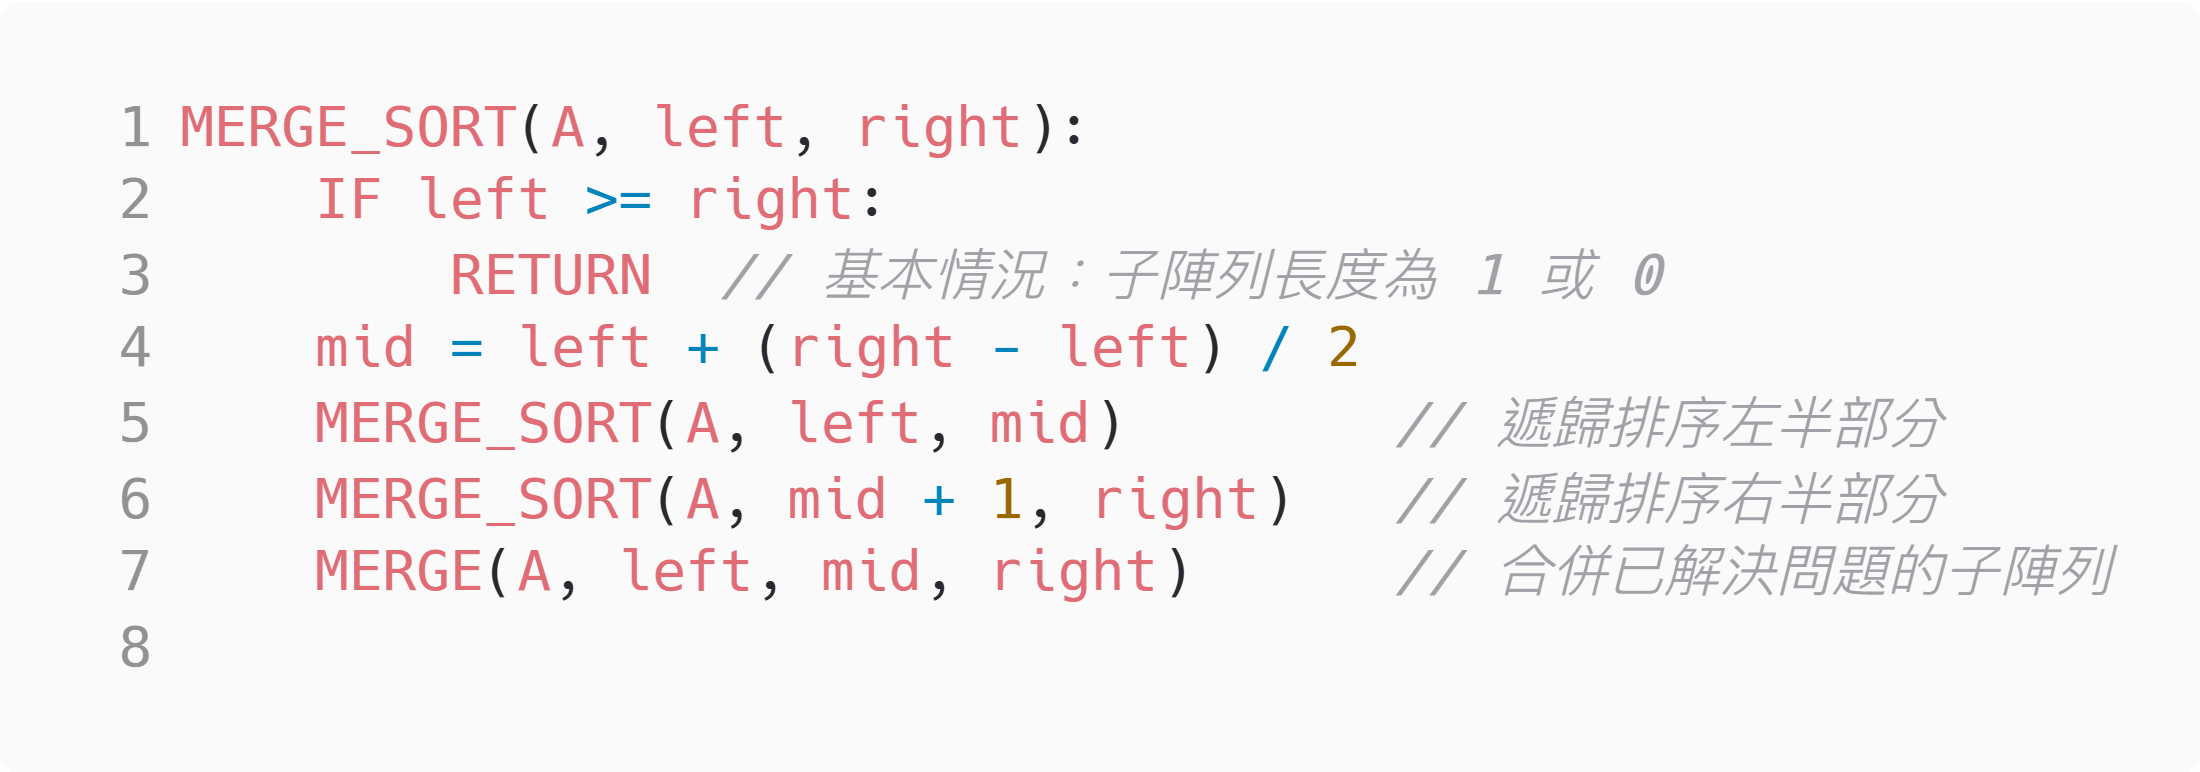 1 MERGE_SORT(A, left, right):
2     IF left >= right:
3         RETURN  // 基本情況：子陣列長度為 1 或 0
4     mid = left + (right - left) / 2
5     MERGE_SORT(A, left, mid)        // 遞歸排序左半部分
6     MERGE_SORT(A, mid + 1, right)   // 遞歸排序右半部分
7     MERGE(A, left, mid, right)      // 合併已解決問題的子陣列
8